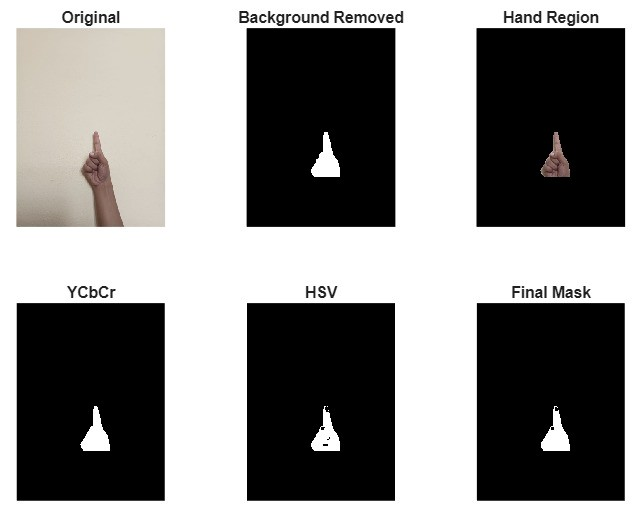 Original
Background Removed
Hand Region
YCbCr
HSV
Final Mask